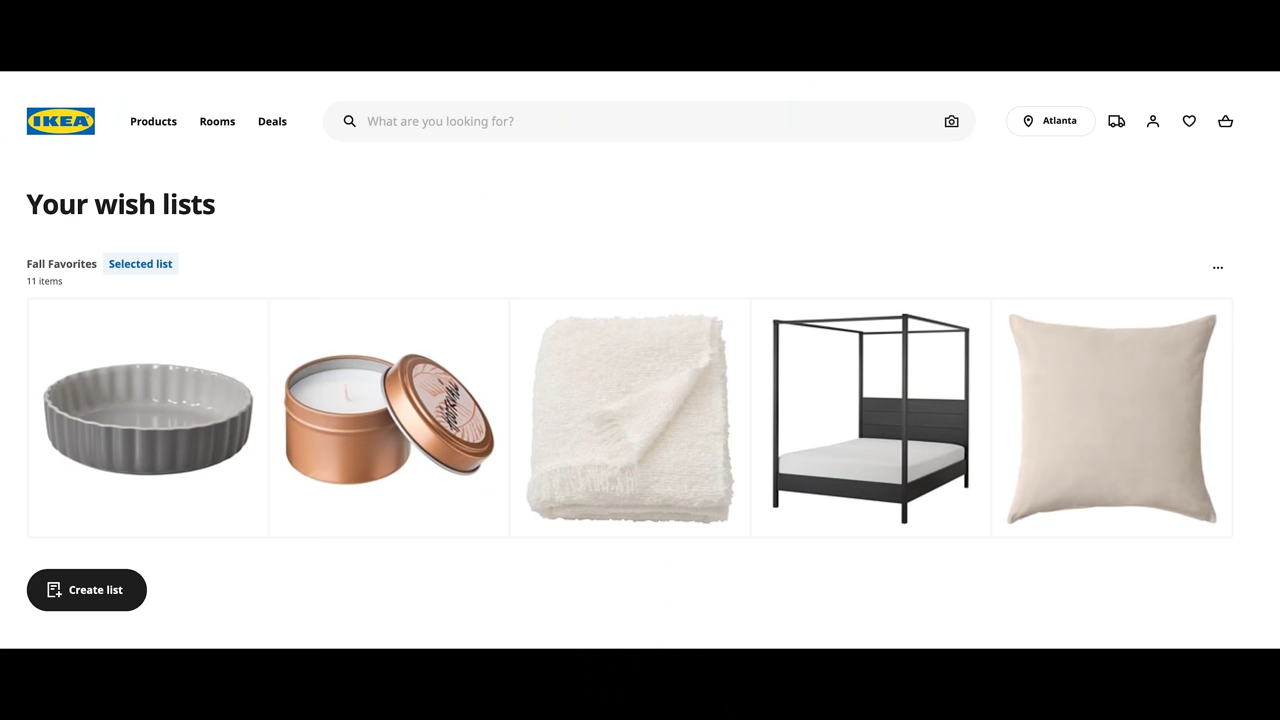 IKEA
Products
Rooms
Deals
What are you looking for?
Atlanta
Your wish lists
Fall Favorites
Selected list
11 items
Create list